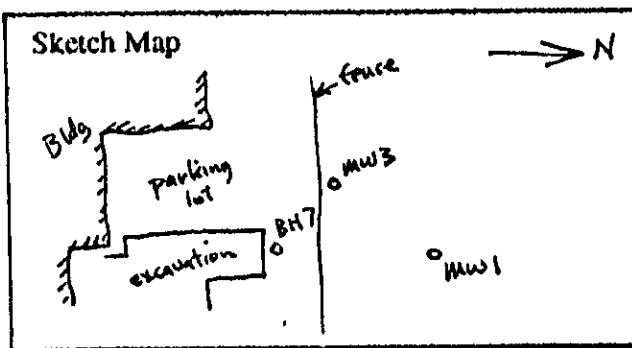 Sketch Map
N
fence
Bldg
MW3
parking
lot
BH7
excavation
MW1